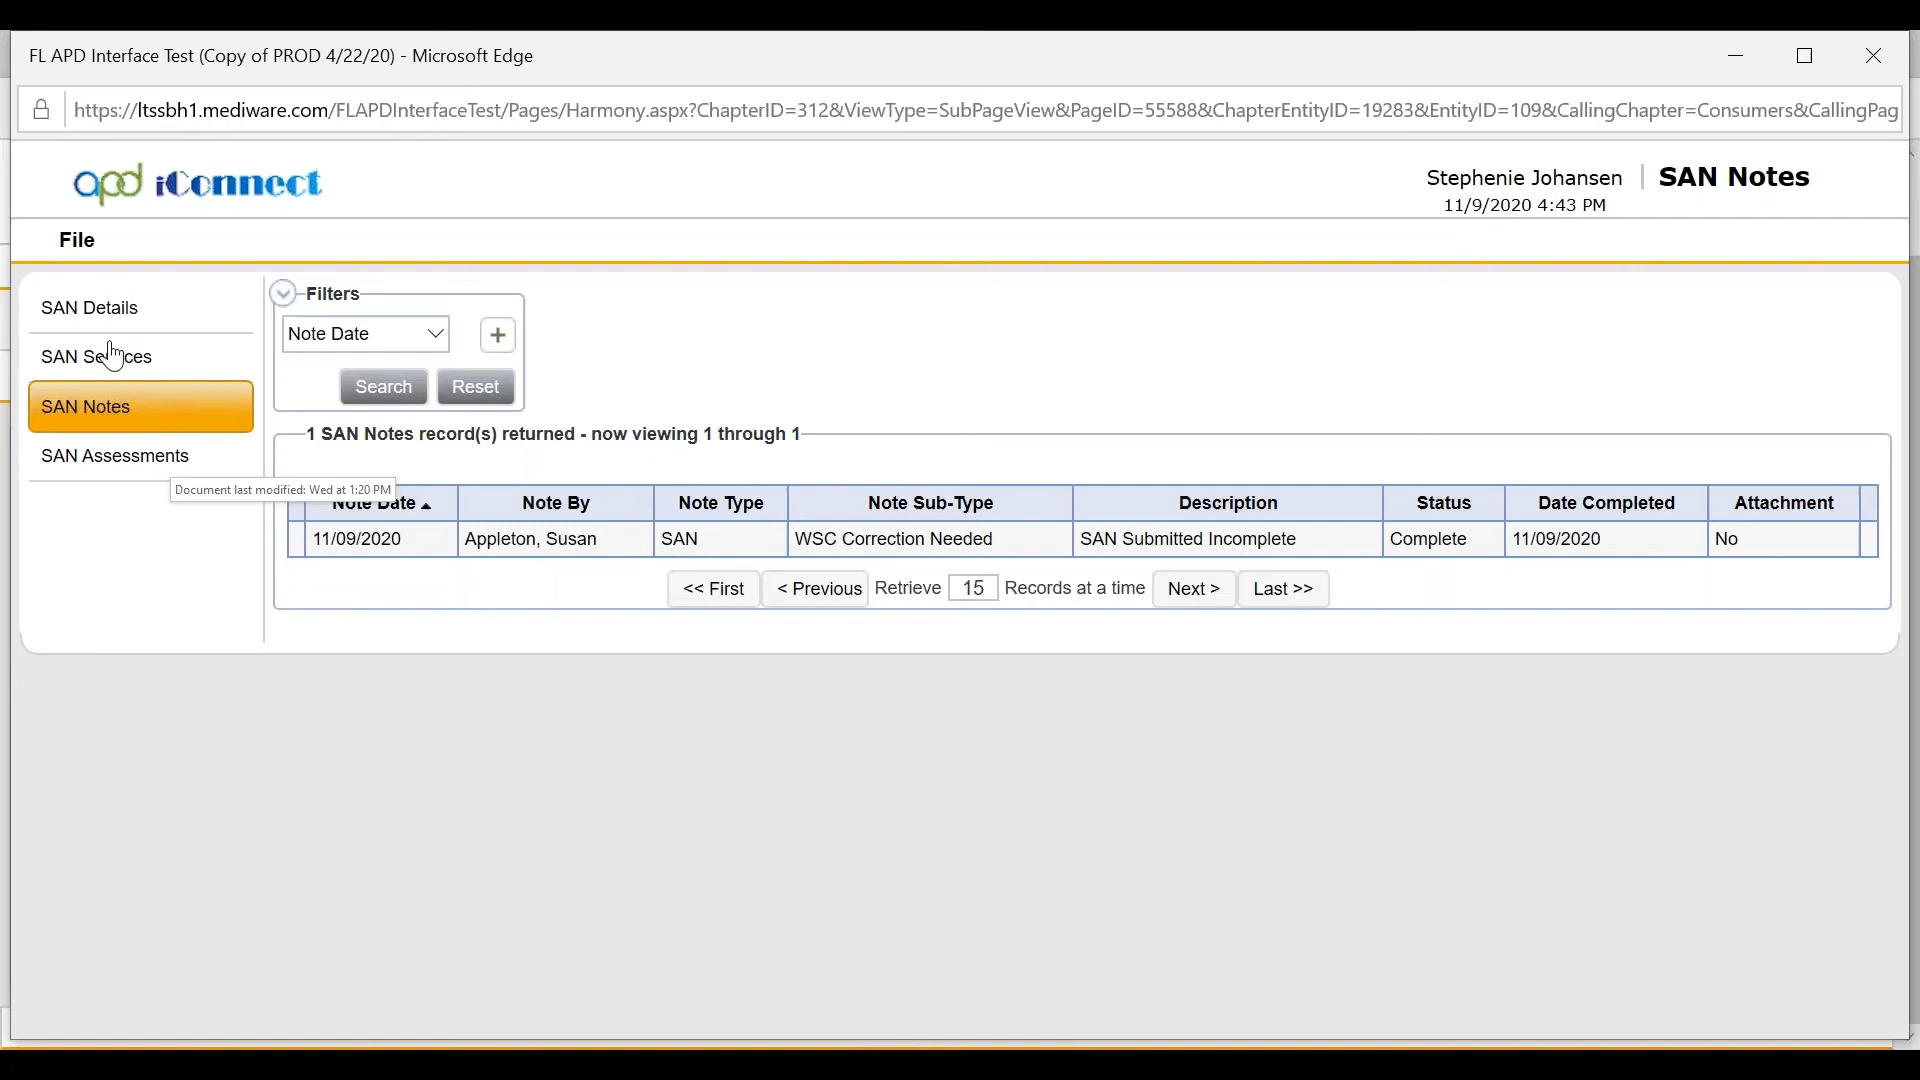 FL APD Interface Test (Copy of PROD 4/22/20) - Microsoft Edge
https://ltssbh1.mediware.com/FLAPDInterfaceTest/Pages/Harmony.aspx?ChapterID=312&ViewType=SubPageView&PageID=55588&ChapterEntityID=19283&EntityID=109&CallingChapter=Consumers&CallingPag
apd iConnect
Stephenie Johansen
SAN Notes
11/9/2020 4:43 PM
File
SAN Details
SAN Services
SAN Notes
SAN Assessments
Document last modified: Wed at 1:20 PM
Filters
Note Date
+
Search Reset
1 SAN Notes record(s) returned - now viewing 1 through 1
Note Date Note By Note Type Note Sub-Type Description Status Date Completed Attachment
11/09/2020 Appleton, Susan SAN WSC Correction Needed SAN Submitted Incomplete Complete 11/09/2020 No
<< First < Previous Retrieve 15 Records at a time Next > Last >>